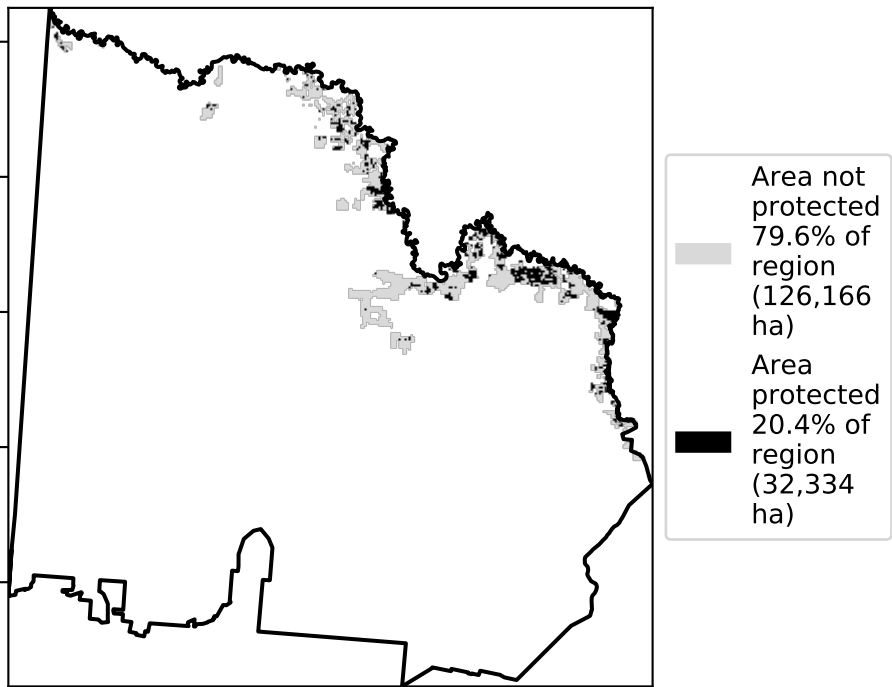 Area not
protected
79.6% of
region
(126,166
ha)
Area
protected
20.4% of
region
(32,334
ha)